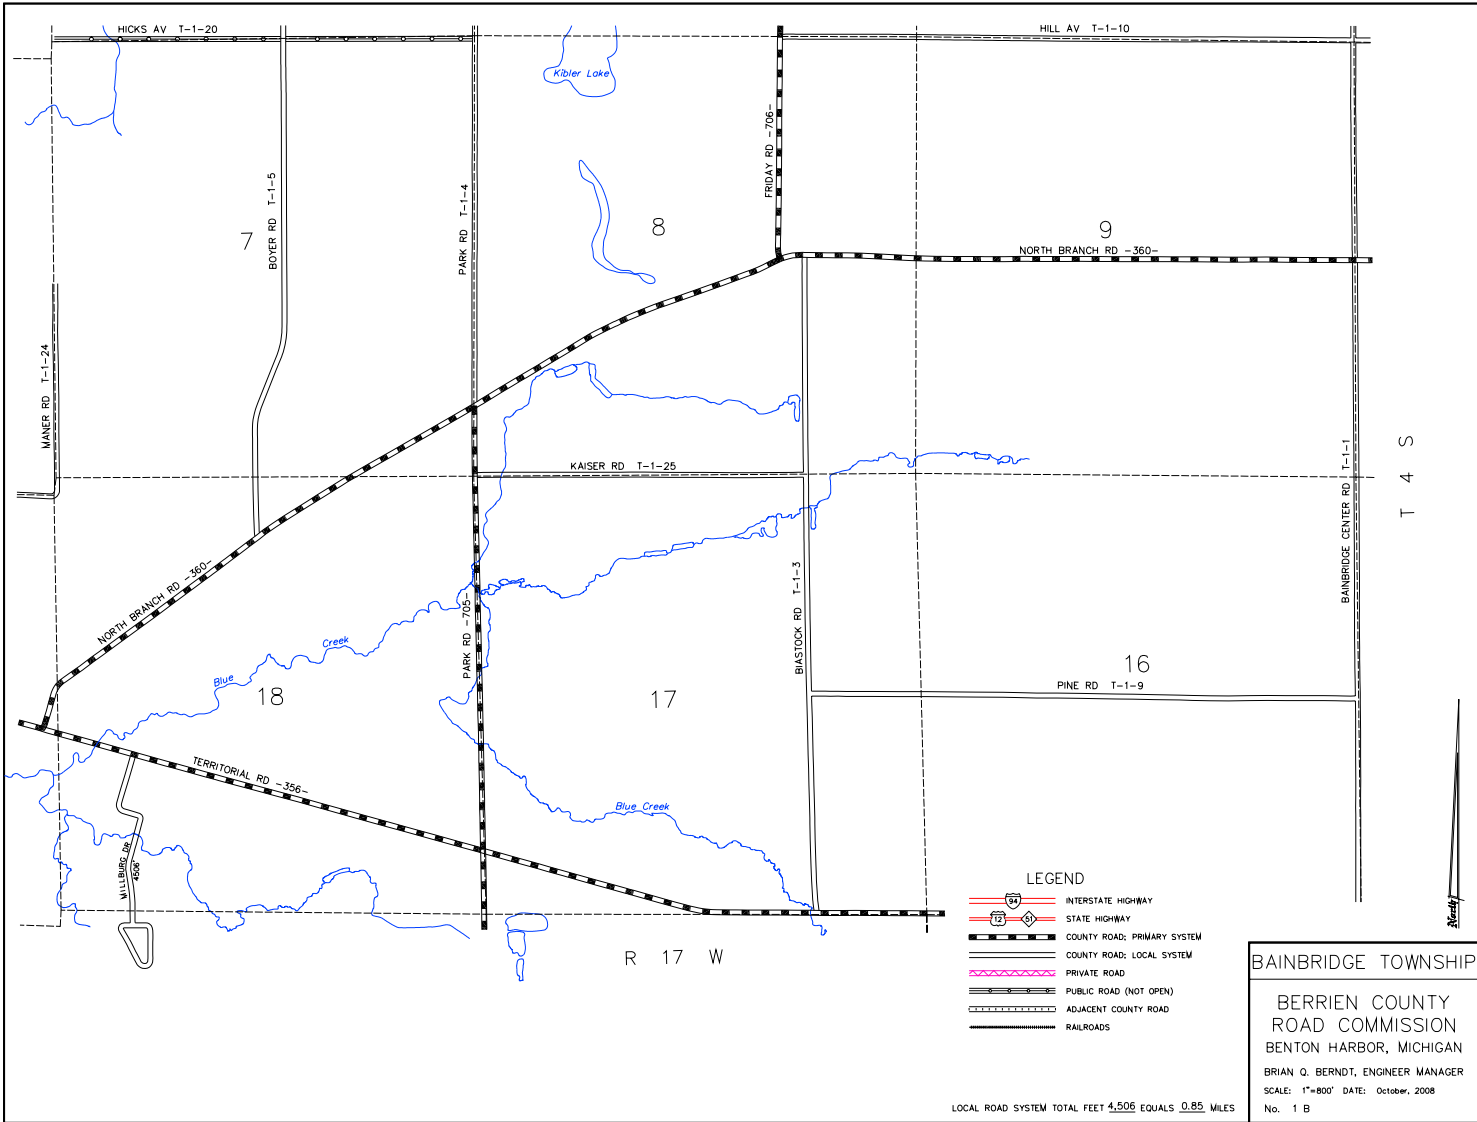 HICKS AV T-1-20
HILL AV T-1-10
Kibler Lake
FRIDAY RD -706-
BOYER RD T-1-5
PARK RD T-1-4
7
8
9
NORTH BRANCH RD -360-
MANER RD T-1-24
KAISER RD T-1-25
BAINBRIDGE CENTER RD T-1-1
T 4 S
NORTH BRANCH RD -360-
BIASTOCK RD T-1-3
PARK RD -705-
Blue
Creek
18
17
16
PINE RD T-1-9
TERRITORIAL RD -356-
Blue Creek
MILLBURG DR
4506'
R 17 W
LEGEND
94 INTERSTATE HIGHWAY
12 51 STATE HIGHWAY
COUNTY ROAD; PRIMARY SYSTEM
COUNTY ROAD; LOCAL SYSTEM
PRIVATE ROAD
PUBLIC ROAD (NOT OPEN)
ADJACENT COUNTY ROAD
RAILROADS
North
BAINBRIDGE TOWNSHIP
BERRIEN COUNTY
ROAD COMMISSION
BENTON HARBOR, MICHIGAN
BRIAN Q. BERNDT, ENGINEER MANAGER
SCALE: 1"=800' DATE: October, 2008
No. 1 B
LOCAL ROAD SYSTEM TOTAL FEET 4,506 EQUALS 0.85 MILES